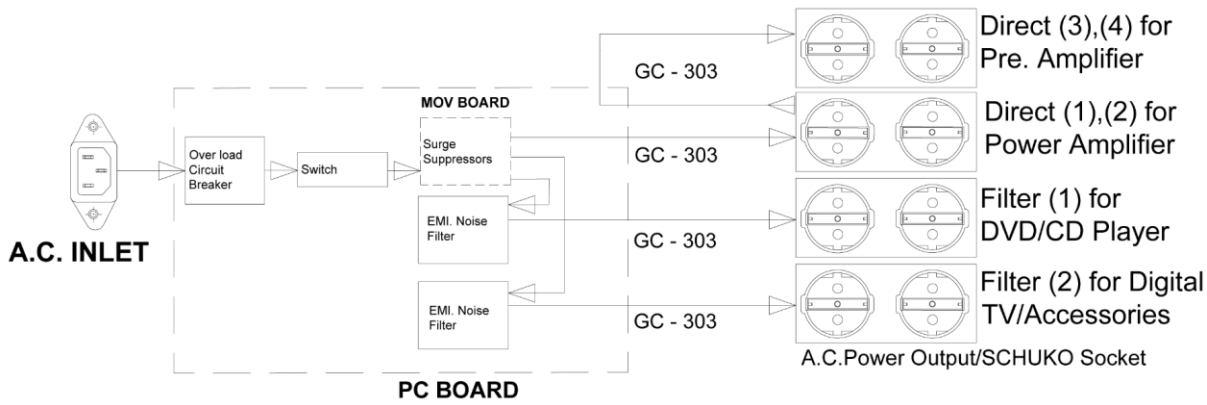 A.C. INLET
Over load
Circuit
Breaker
Switch
MOV BOARD
Surge
Suppressors
EMI. Noise
Filter
EMI. Noise
Filter
PC BOARD
GC - 303
GC - 303
GC - 303
GC - 303
Direct (3),(4) for
Pre. Amplifier
Direct (1),(2) for
Power Amplifier
Filter (1) for
DVD/CD Player
Filter (2) for Digital
TV/Accessories
A.C.Power Output/SCHUKO Socket